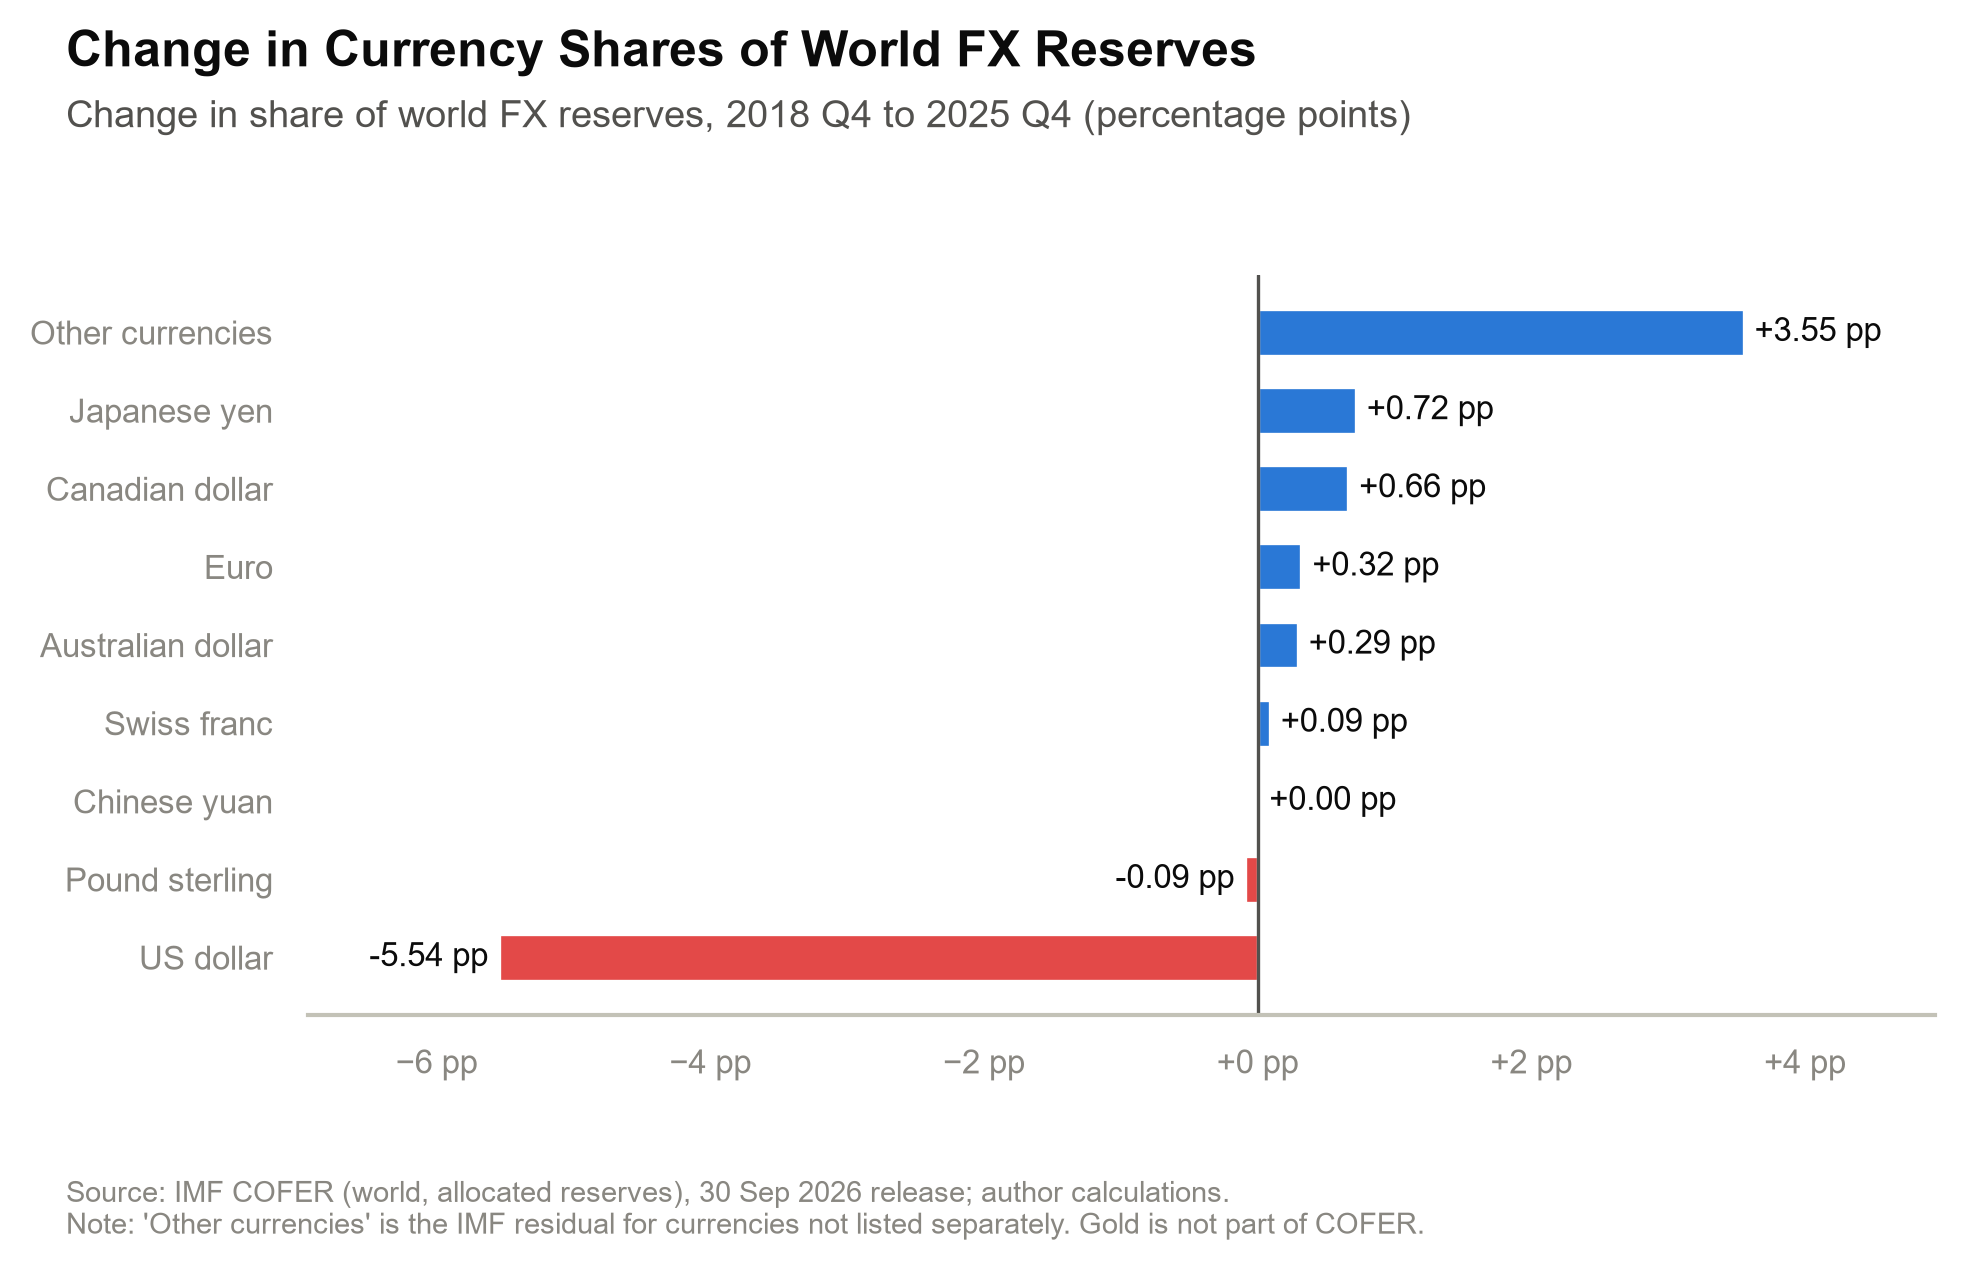 Change in Currency Shares of World FX Reserves
Change in share of world FX reserves, 2018 Q4 to 2025 Q4 (percentage points)
Other currencies +3.55 pp
Japanese yen +0.72 pp
Canadian dollar +0.66 pp
Euro +0.32 pp
Australian dollar +0.29 pp
Swiss franc +0.09 pp
Chinese yuan +0.00 pp
Pound sterling -0.09 pp
US dollar -5.54 pp
−6 pp −4 pp −2 pp +0 pp +2 pp +4 pp
Source: IMF COFER (world, allocated reserves), 30 Sep 2026 release; author calculations.
Note: 'Other currencies' is the IMF residual for currencies not listed separately. Gold is not part of COFER.